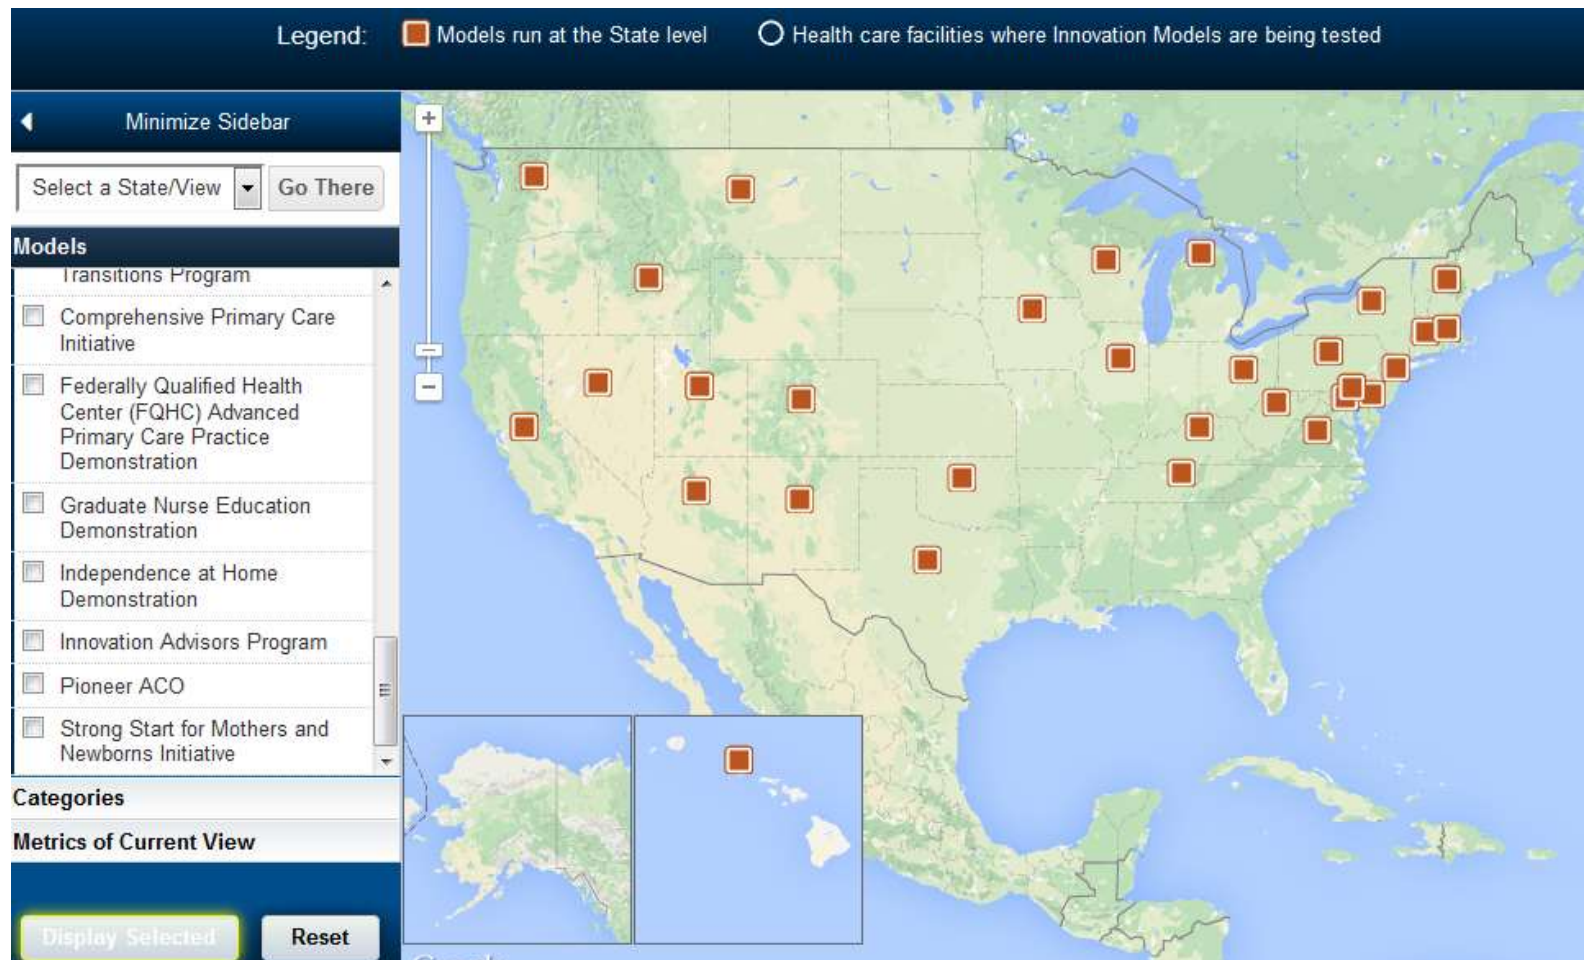 Legend: Models run at the State level Health care facilities where Innovation Models are being tested
Minimize Sidebar
Select a State/View Go There
Models
Transitions Program
Comprehensive Primary Care
Initiative
Federally Qualified Health
Center (FQHC) Advanced
Primary Care Practice
Demonstration
Graduate Nurse Education
Demonstration
Independence at Home
Demonstration
Innovation Advisors Program
Pioneer ACO
Strong Start for Mothers and
Newborns Initiative
Categories
Metrics of Current View
Display Selected Reset